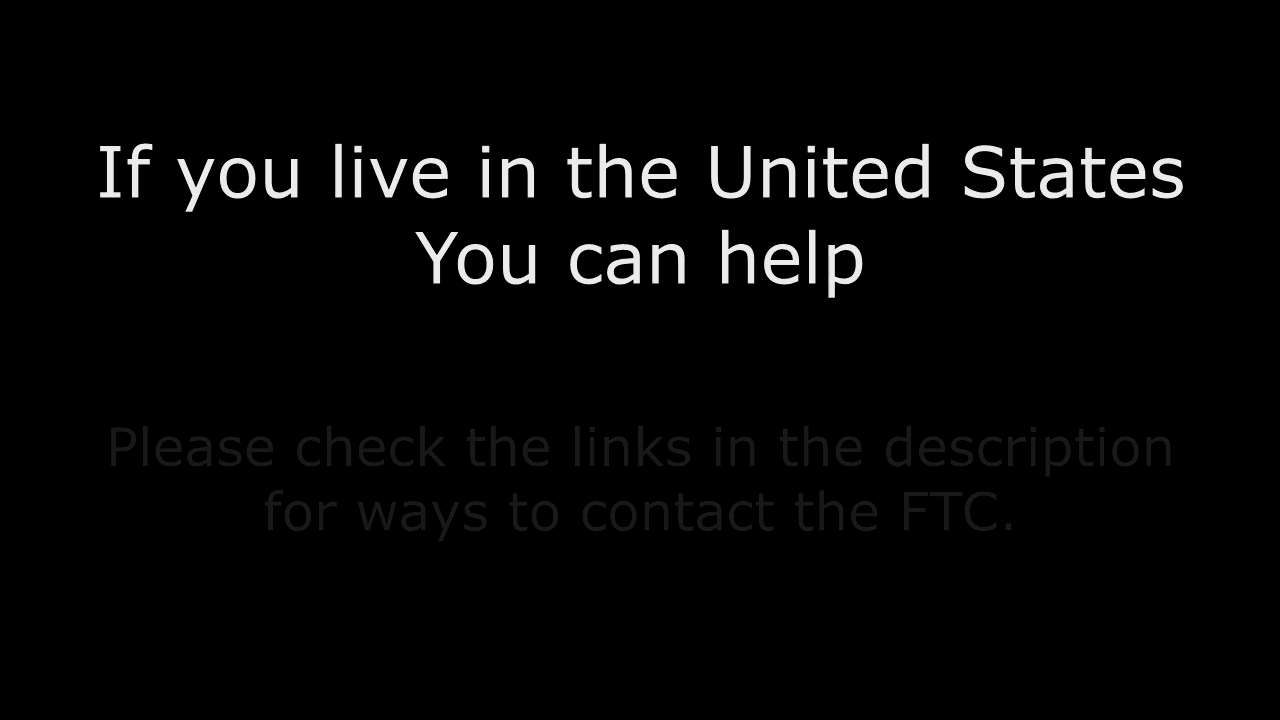 If you live in the United States
You can help
Please check the links in the description
for ways to contact the FTC.